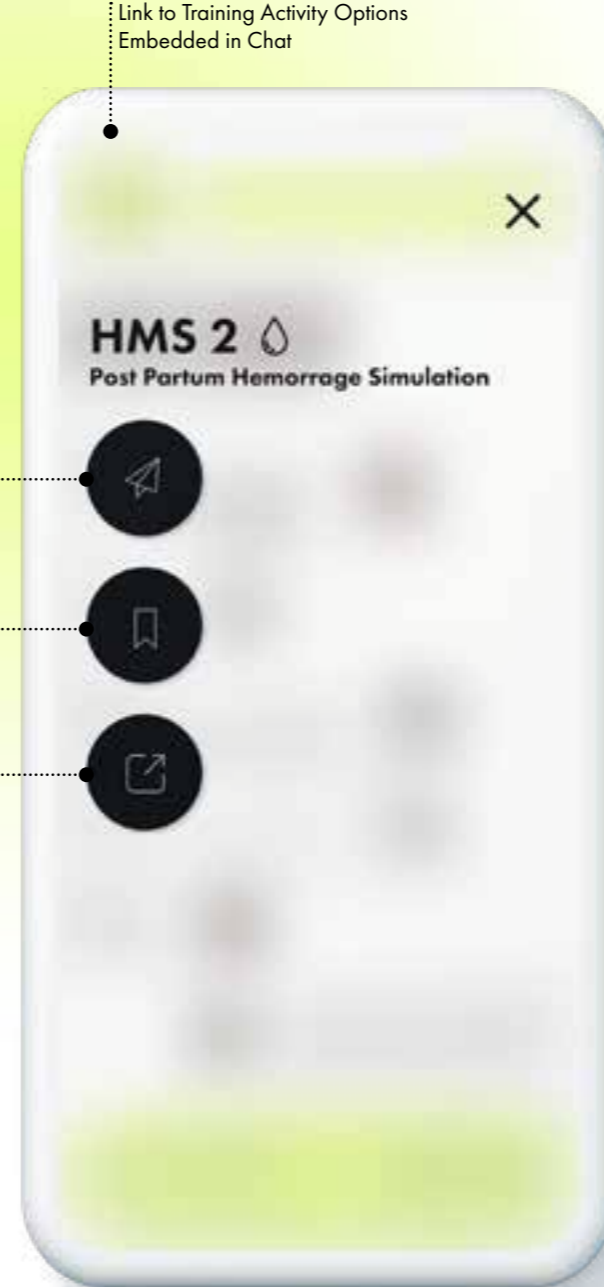 Link to Training Activity Options
Embedded in Chat
HMS 2
Post Partum Hemorrage Simulation